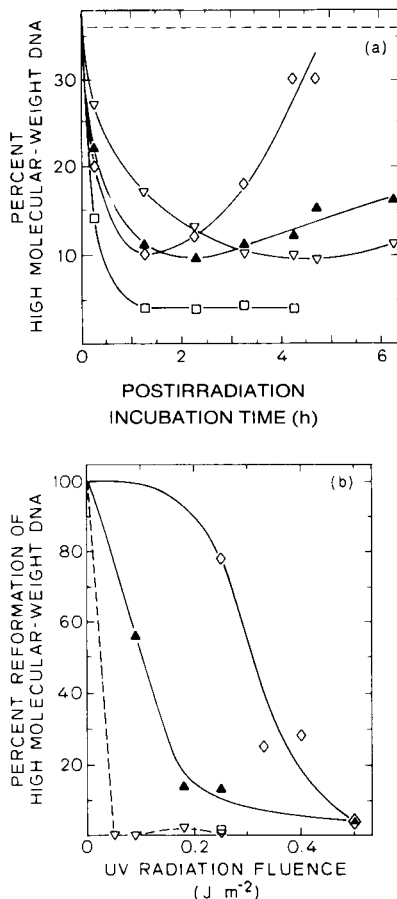 (a)
PERCENT
HIGH MOLECULAR-WEIGHT DNA
30
20
10
0 2 4 6
POSTIRRADIATION
INCUBATION TIME (h)
(b)
PERCENT REFORMATION OF
HIGH MOLECULAR-WEIGHT DNA
100
80
60
40
20
0 0.2 0.4
UV RADIATION FLUENCE
(J m⁻²)